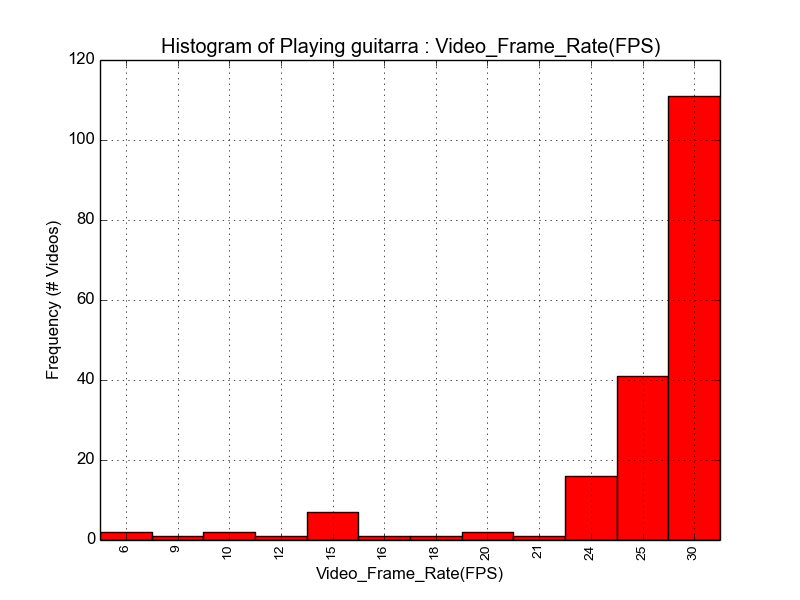 Histogram of Playing guitarra : Video_Frame_Rate(FPS)
120
100
80
60
40
20
0
Frequency (# Videos)
6 9 10 12 15 16 18 20 21 24 25 30
Video_Frame_Rate(FPS)